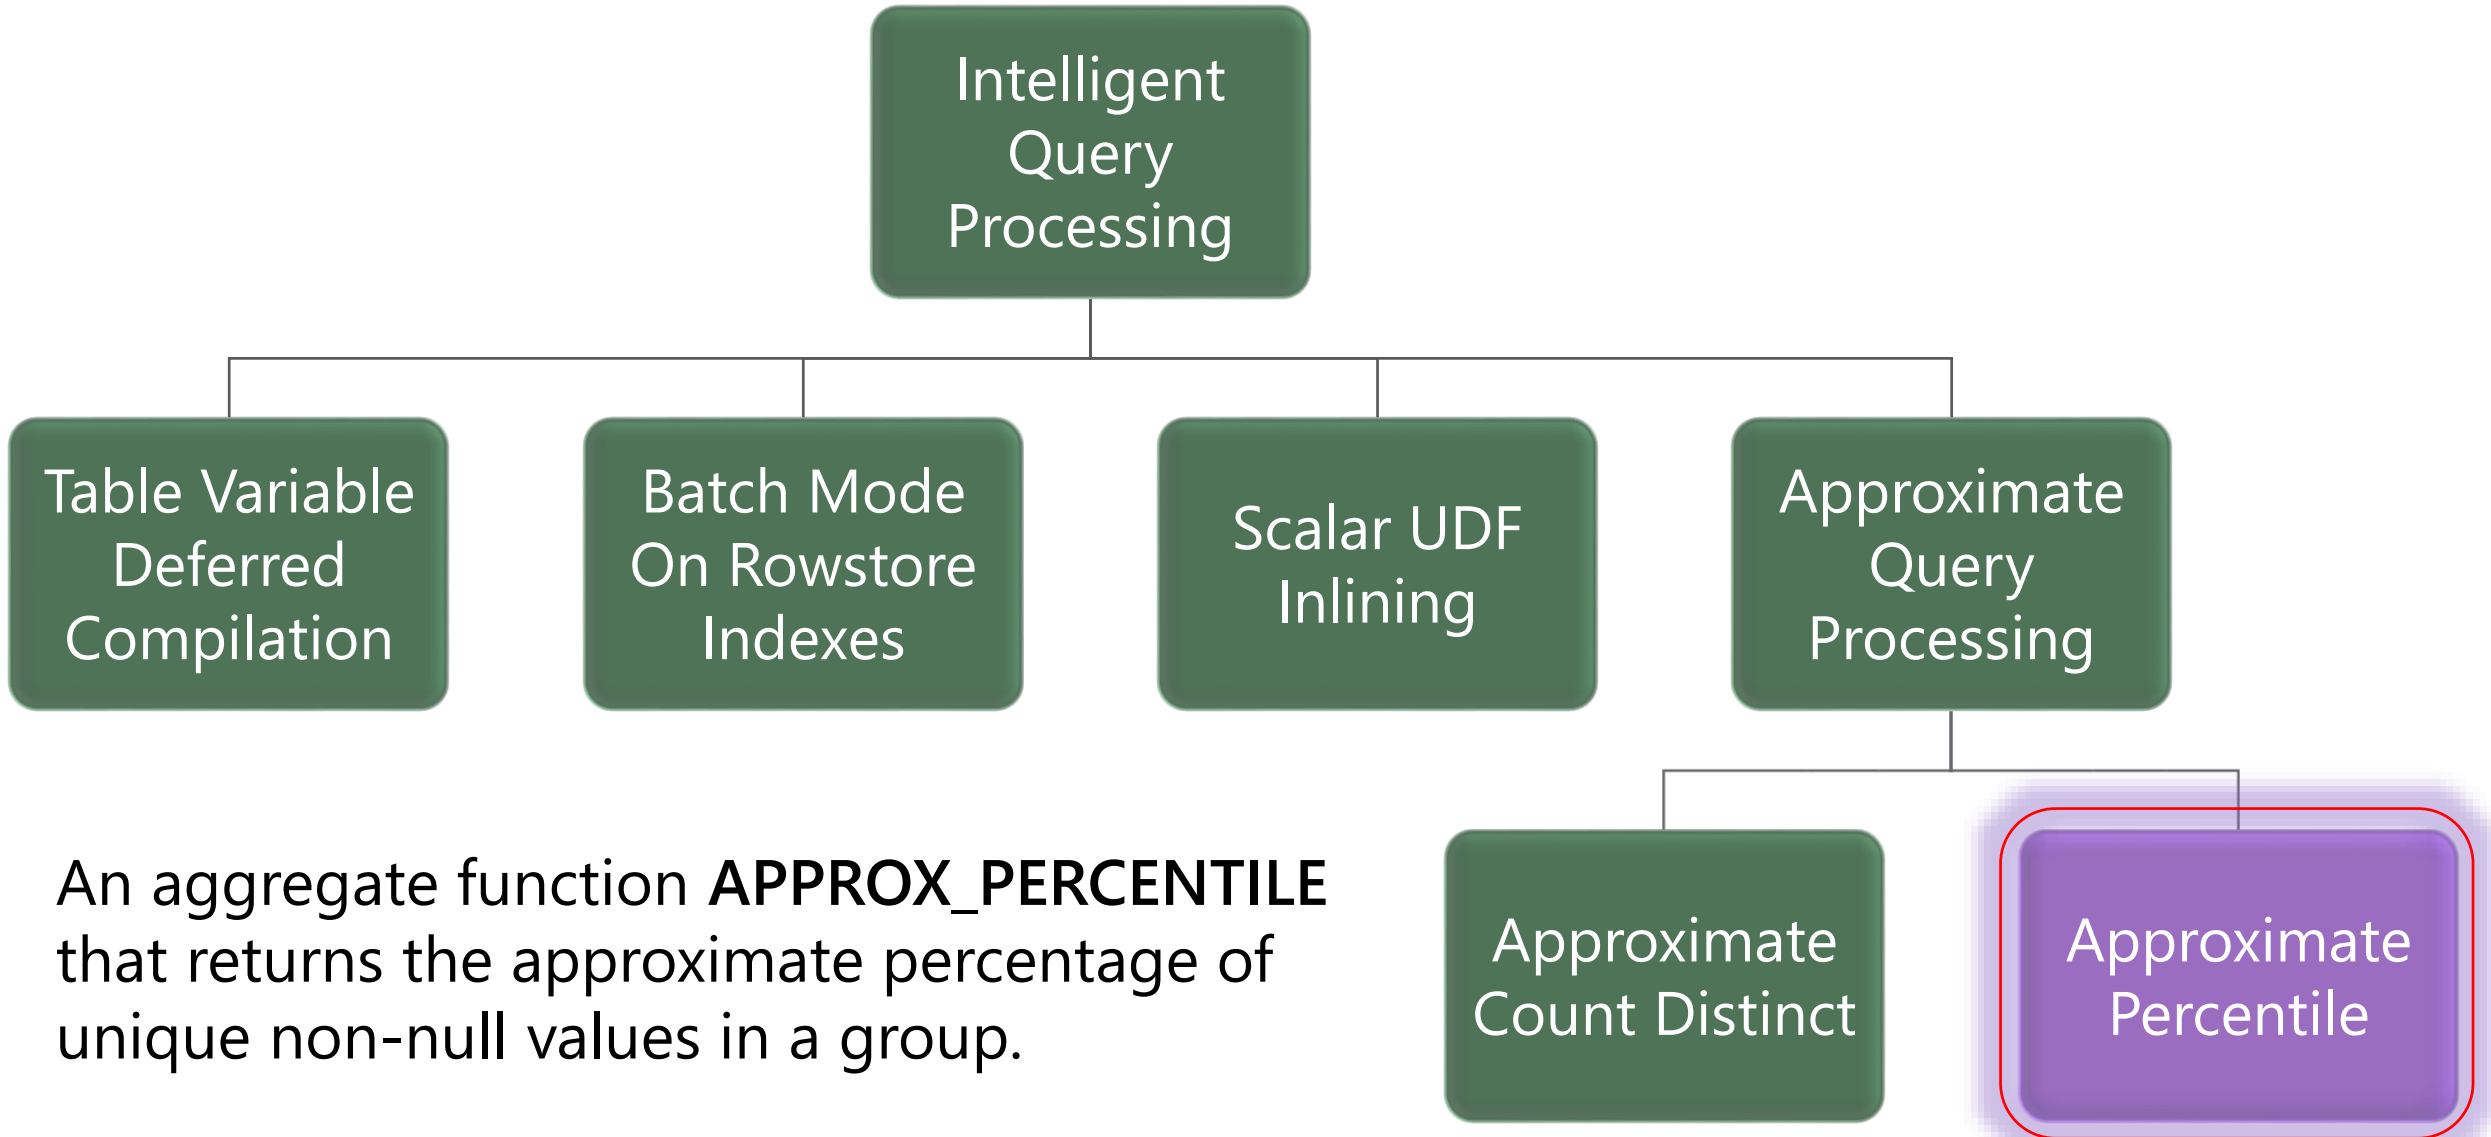 Intelligent
Query
Processing
Table Variable
Deferred
Compilation
Batch Mode
On Rowstore
Indexes
Scalar UDF
Inlining
Approximate
Query
Processing
An aggregate function APPROX_PERCENTILE
that returns the approximate percentage of
unique non-null values in a group.
Approximate
Count Distinct
Approximate
Percentile